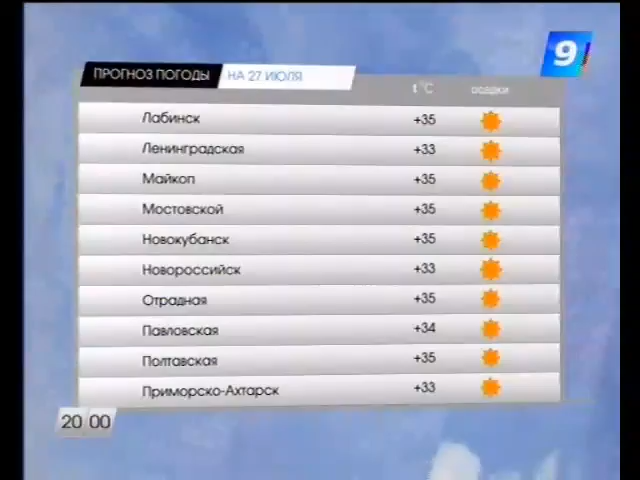 9
ПРОГНОЗ ПОГОДЫ НА 27 ИЮЛЯ
t °C осадки
Лабинск +35
Ленинградская +33
Майкоп +35
Мостовской +35
Новокубанск +35
Новороссийск +33
Отрадная +35
Павловская +34
Полтавская +35
Приморско-Ахтарск +33
20 00